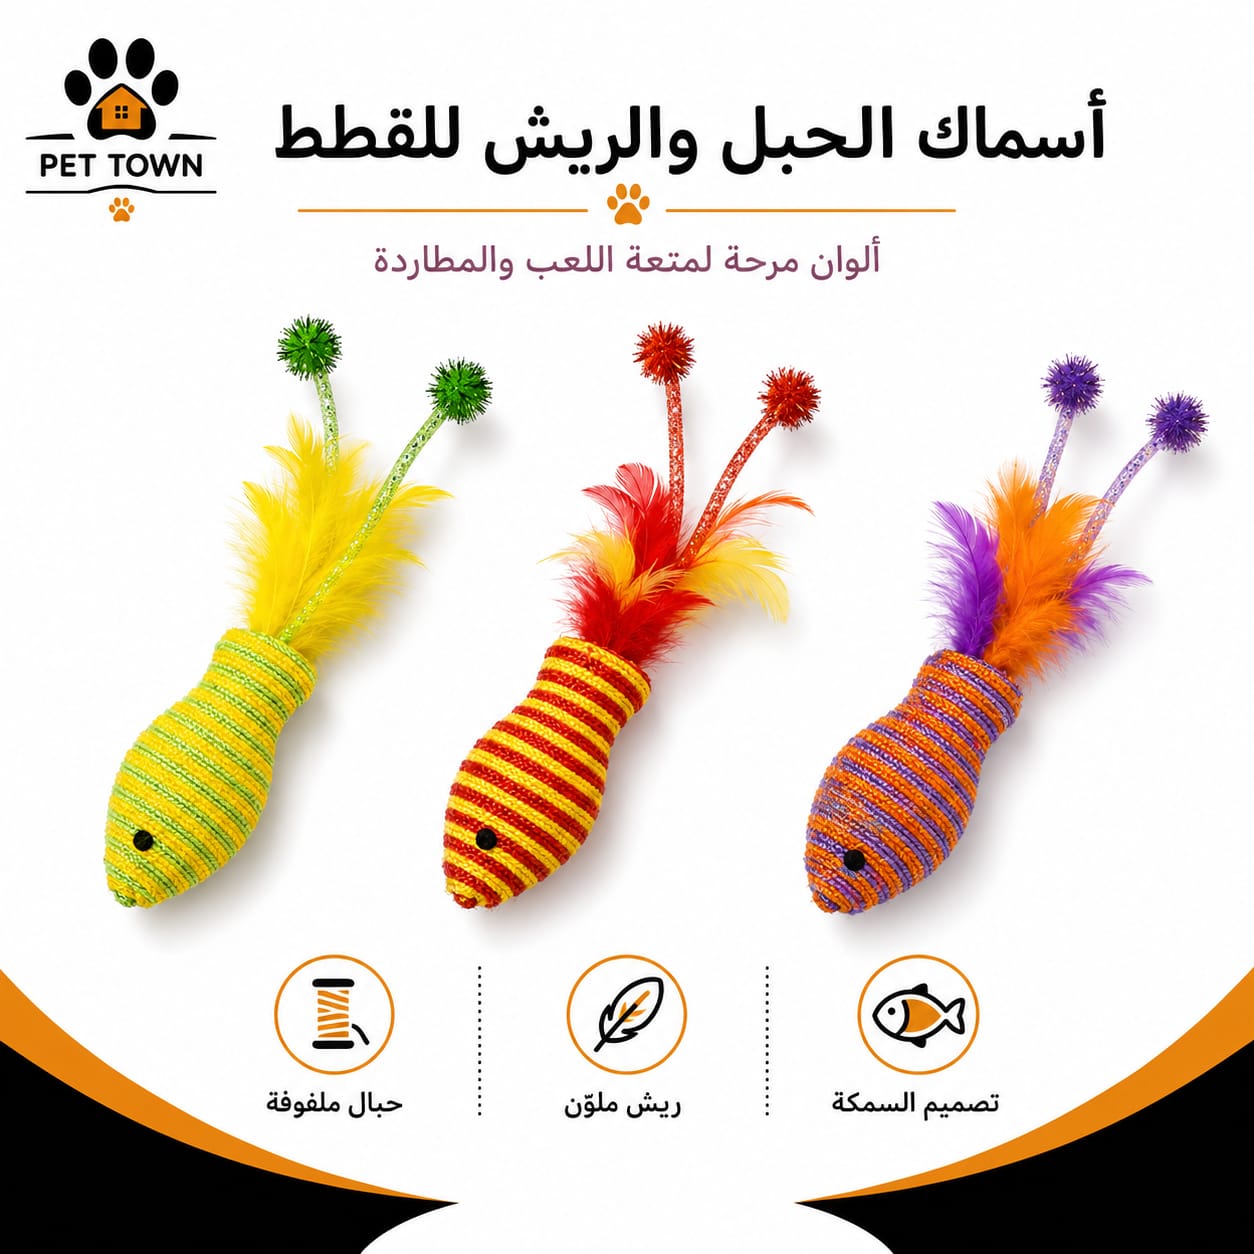 PET TOWN
أسماك الحبل والريش للقطط
ألوان مرحة لمتعة اللعب والمطاردة
تصميم السمكة
ريش ملوّن
حبال ملفوفة